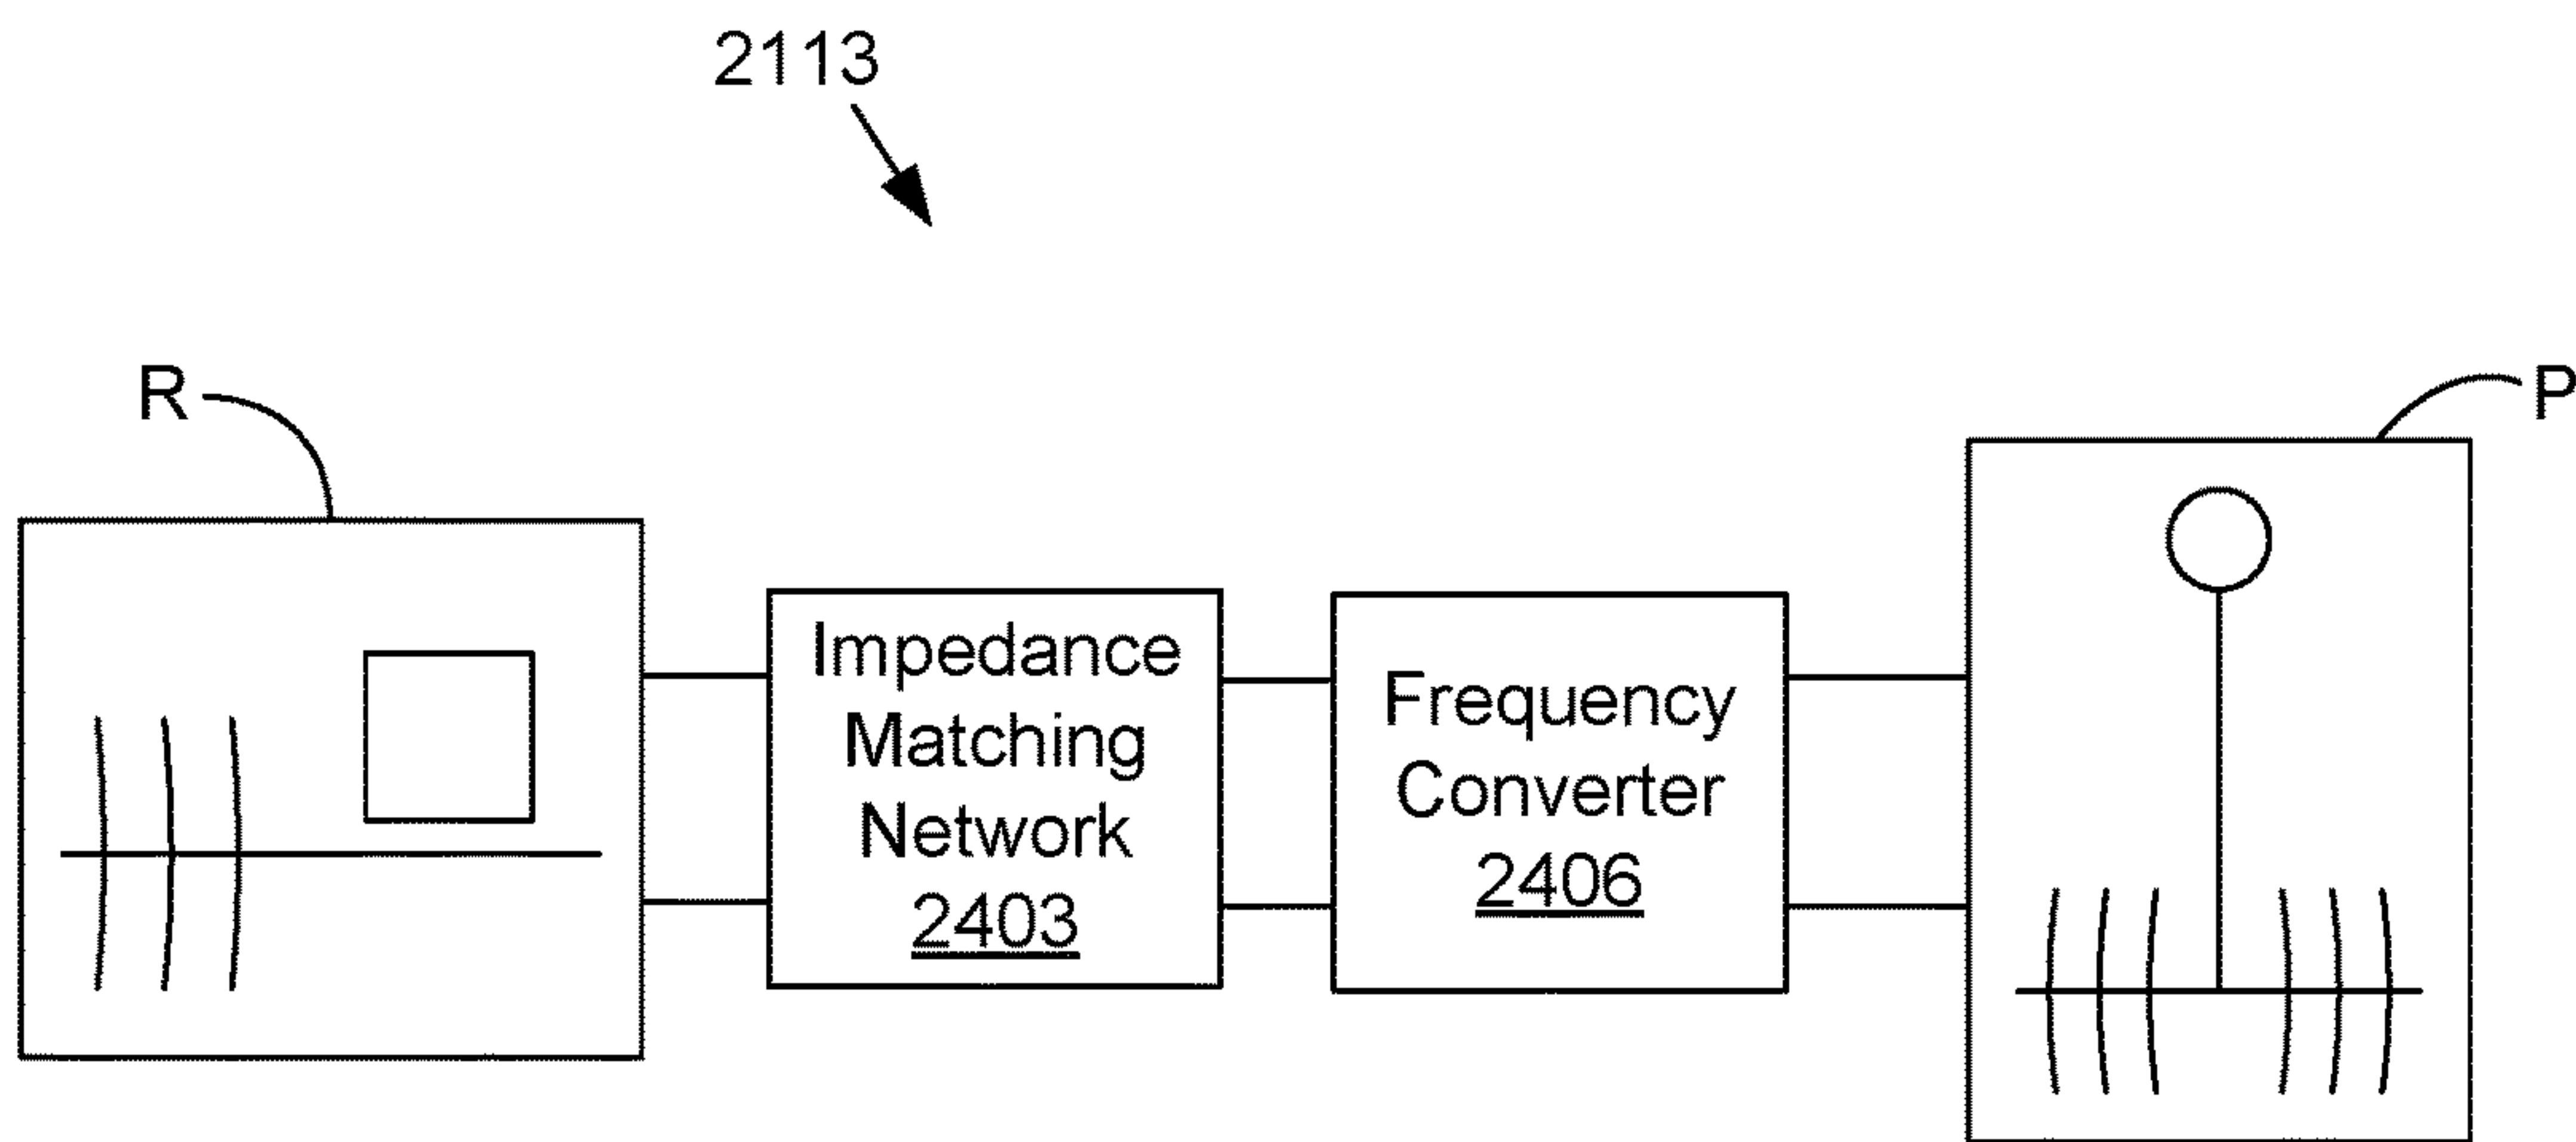 2113
R
P
Impedance
Matching
Network
2403
Frequency
Converter
2406